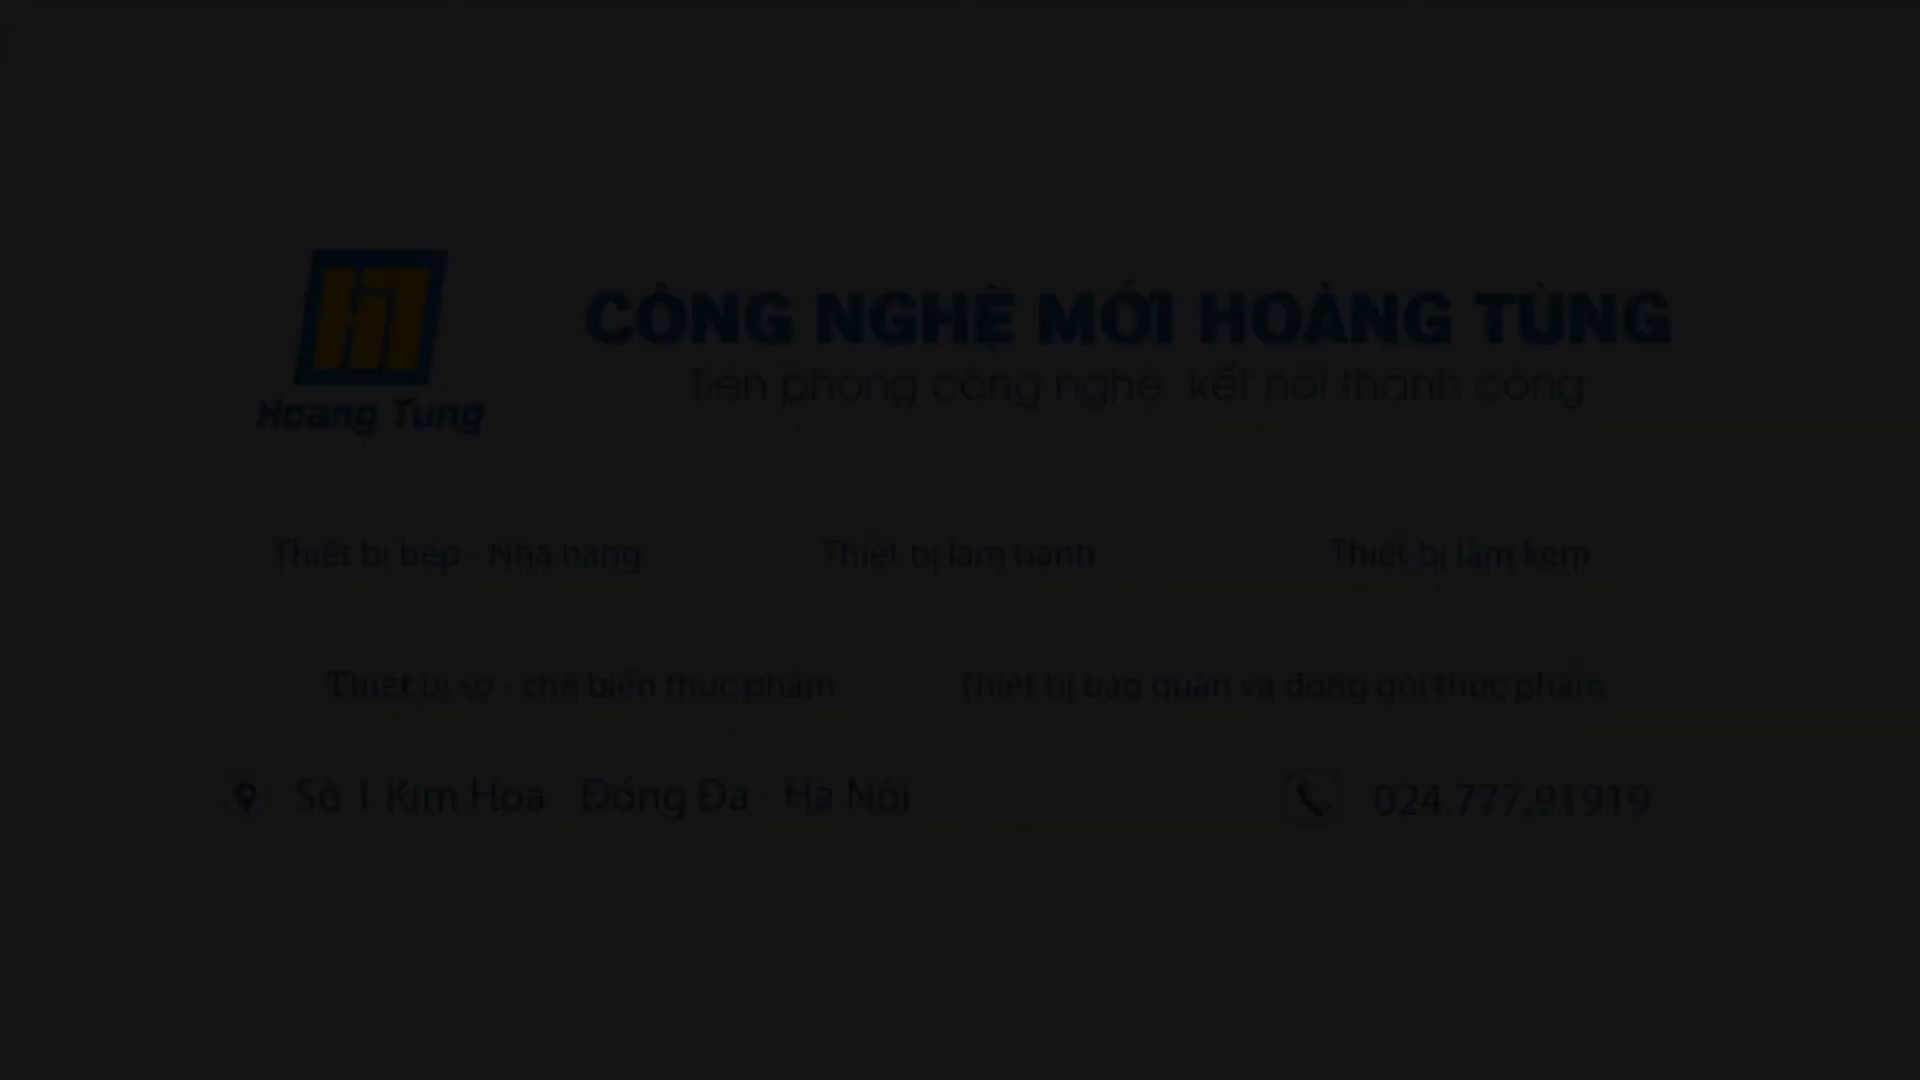 CÔNG NGHỆ MỚI HOÀNG TÙNG
Tiên phong công nghệ, kết nối thành công
Hoang Tung
Thiết bị bếp - Nhà hàng
Thiết bị làm bánh
Thiết bị làm kem
Thiết bị sơ - chế biến thực phẩm
Thiết bị bảo quản và đóng gói thực phẩm
Số 1 Kim Hoa - Đống Đa - Hà Nội
024.777.91919